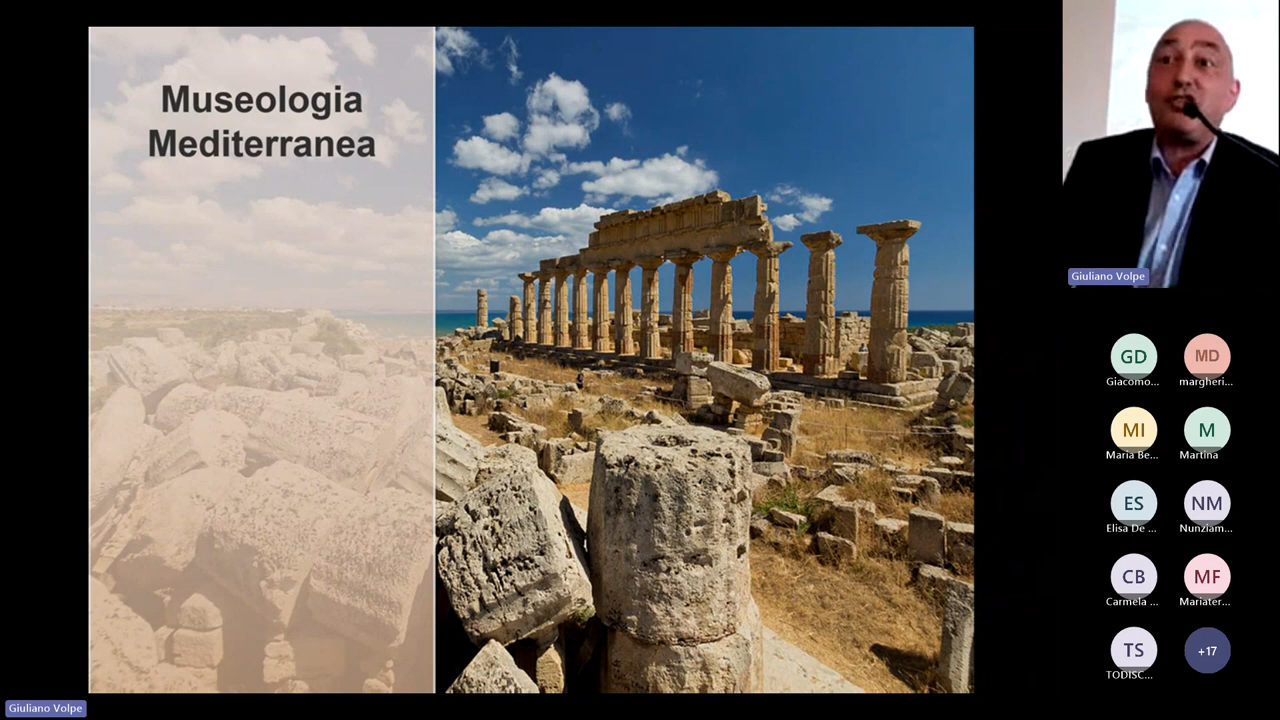 Museologia
Mediterranea
Giuliano Volpe
GD
MD
Giacomo...
margheri...
MI
M
Maria Be...
Martina
ES
NM
Elisa De ...
Nunziam...
CB
MF
Carmela ...
Mariater...
TS
+17
TODISC...
Giuliano Volpe